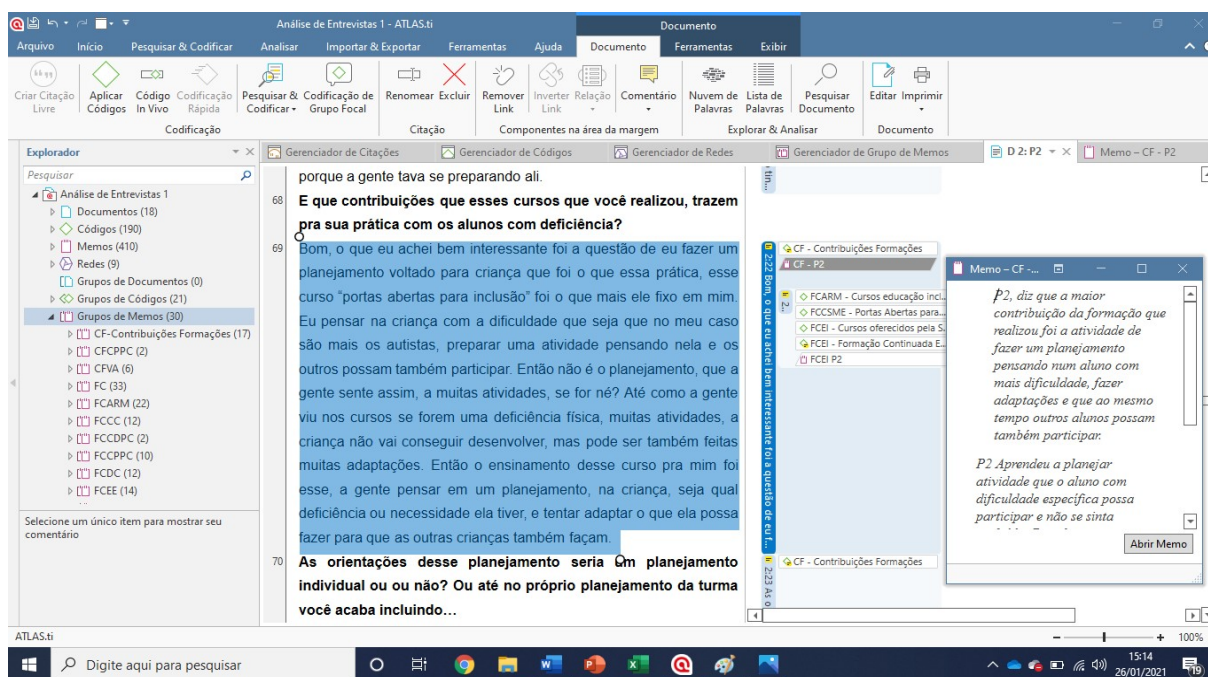 Análise de Entrevistas 1 - ATLAS.ti
Documento
Arquivo Início Pesquisar & Codificar Analisar Importar & Exportar Ferramentas Ajuda Documento Ferramentas Exibir
Criar Citação Livre
Aplicar Códigos
Código In Vivo
Codificação Rápida
Pesquisar & Codificar
Codificação de Grupo Focal
Renomear
Excluir
Remover Link
Inverter Link
Relação
Comentário
Nuvem de Palavras
Lista de Palavras
Pesquisar Documento
Editar
Imprimir
Codificação
Citação
Componentes na área da margem
Explorar & Analisar
Documento
Explorador
Gerenciador de Citações
Gerenciador de Códigos
Gerenciador de Redes
Gerenciador de Grupo de Memos
D 2: P2
Memo – CF - P2
Pesquisar
Análise de Entrevistas 1
Documentos (18)
Códigos (190)
Memos (410)
Redes (9)
Grupos de Documentos (0)
Grupos de Códigos (21)
Grupos de Memos (30)
CF-Contribuições Formações (17)
CFCPPC (2)
CFVA (6)
FC (33)
FCARM (22)
FCCC (12)
FCCDPC (2)
FCCPPC (10)
FCDC (12)
FCEE (14)
Selecione um único item para mostrar seu
comentário
porque a gente tava se preparando ali.
68 E que contribuições que esses cursos que você realizou, trazem
pra sua prática com os alunos com deficiência?
69 Bom, o que eu achei bem interessante foi a questão de eu fazer um
planejamento voltado para criança que foi o que essa prática, esse
curso “portas abertas para inclusão” foi o que mais ele fixo em mim.
Eu pensar na criança com a dificuldade que seja que no meu caso
são mais os autistas, preparar uma atividade pensando nela e os
outros possam também participar. Então não é o planejamento, que a
gente sente assim, a muitas atividades, se for né? Até como a gente
viu nos cursos se forem uma deficiência física, muitas atividades, a
criança não vai conseguir desenvolver, mas pode ser também feitas
muitas adaptações. Então o ensinamento desse curso pra mim foi
esse, a gente pensar em um planejamento, na criança, seja qual
deficiência ou necessidade ela tiver, e tentar adaptar o que ela possa
fazer para que as outras crianças também façam.
70 As orientações desse planejamento seria um planejamento
individual ou ou não? Ou até no próprio planejamento da turma
você acaba incluindo…
tin...
2:22 Bom, o que eu achei bem interessante foi a questão de eu f...
2...
2:23 As o
CF - Contribuições Formações
CF - P2
FCARM - Cursos educação incl...
FCCSME - Portas Abertas para...
FCEI - Cursos oferecidos pela S...
FCEI - Formação Continuada E...
FCEI P2
CF - Contribuições Formações
Memo – CF -...
P2, diz que a maior
contribuição da formação que
realizou foi a atividade de
fazer um planejamento
pensando num aluno com
mais dificuldade, fazer
adaptações e que ao mesmo
tempo outros alunos possam
também participar.
P2 Aprendeu a planejar
atividade que o aluno com
dificuldade específica possa
participar e não se sinta
Abrir Memo
ATLAS.ti
100%
Digite aqui para pesquisar
15:14
26/01/2021
19